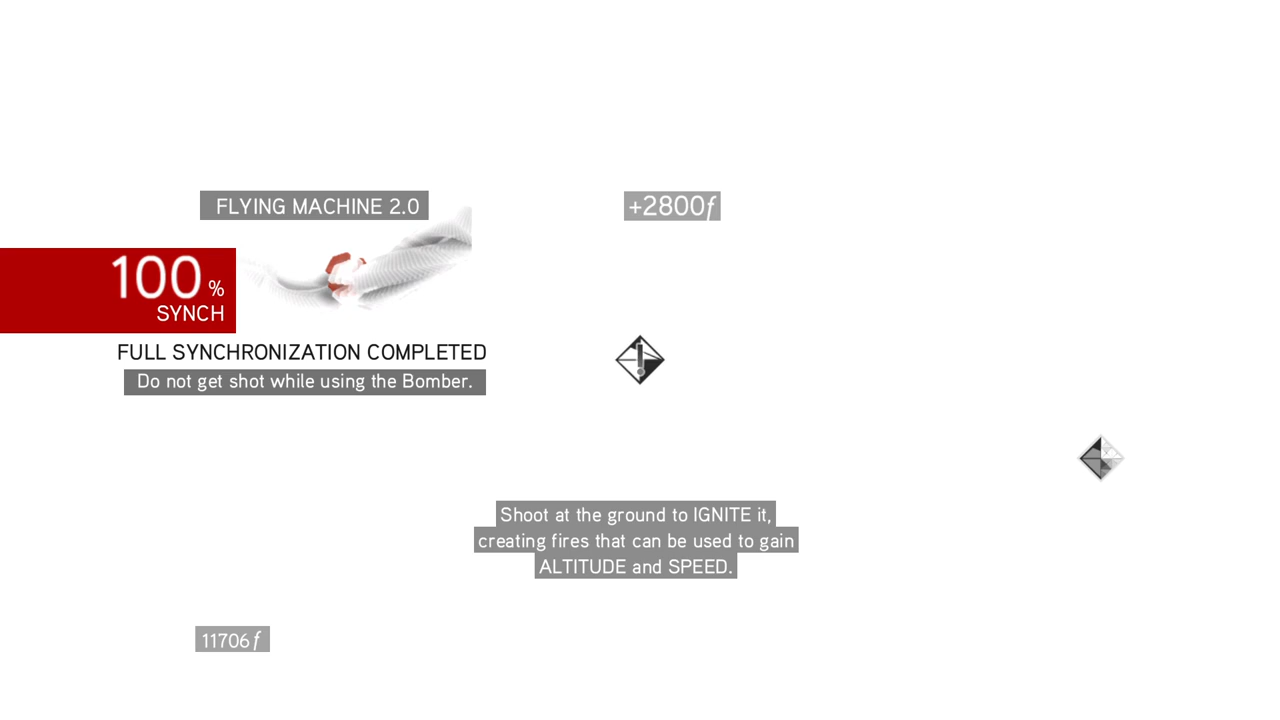 FLYING MACHINE 2.0
+2800ƒ
100 %
SYNCH
FULL SYNCHRONIZATION COMPLETED
Do not get shot while using the Bomber.
Shoot at the ground to IGNITE it,
creating fires that can be used to gain
ALTITUDE and SPEED.
11706 ƒ